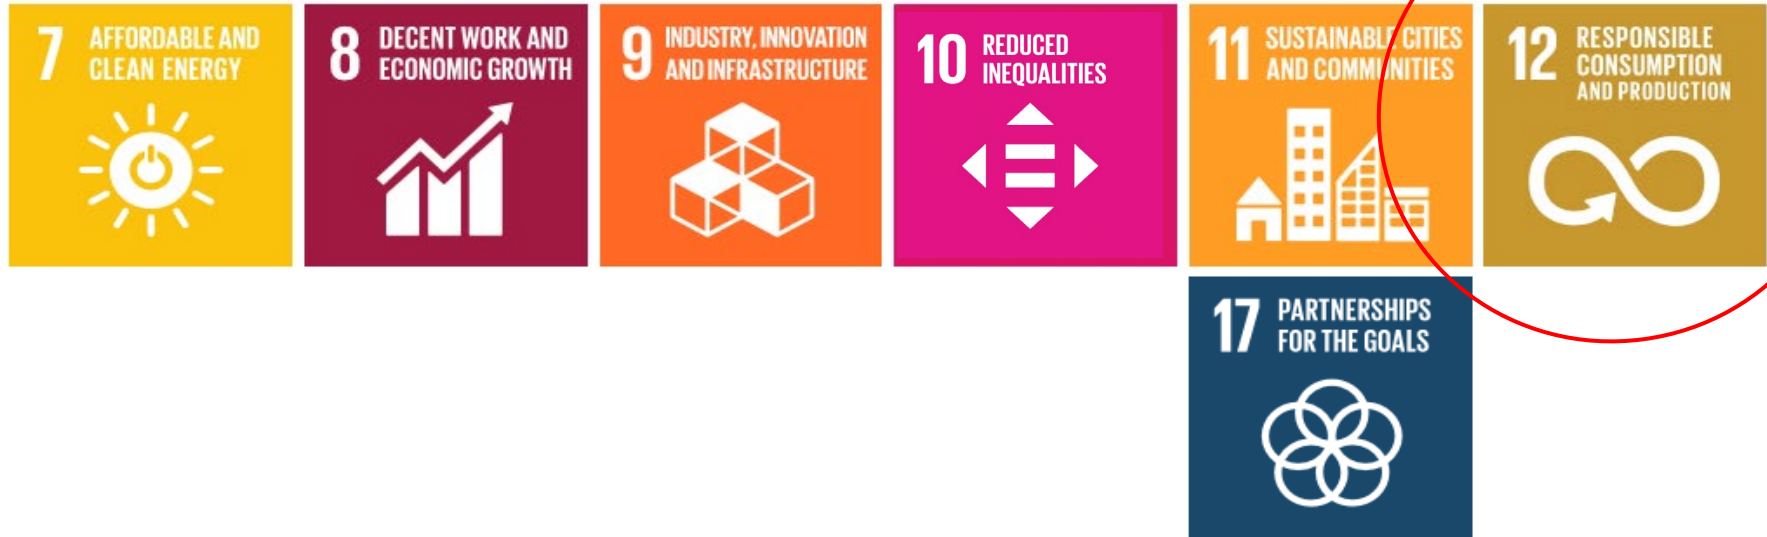 7 AFFORDABLE AND
CLEAN ENERGY
8 DECENT WORK AND
ECONOMIC GROWTH
9 INDUSTRY, INNOVATION
AND INFRASTRUCTURE
10 REDUCED
INEQUALITIES
11 SUSTAINABLE CITIES
AND COMMUNITIES
12 RESPONSIBLE
CONSUMPTION
AND PRODUCTION
17 PARTNERSHIPS
FOR THE GOALS